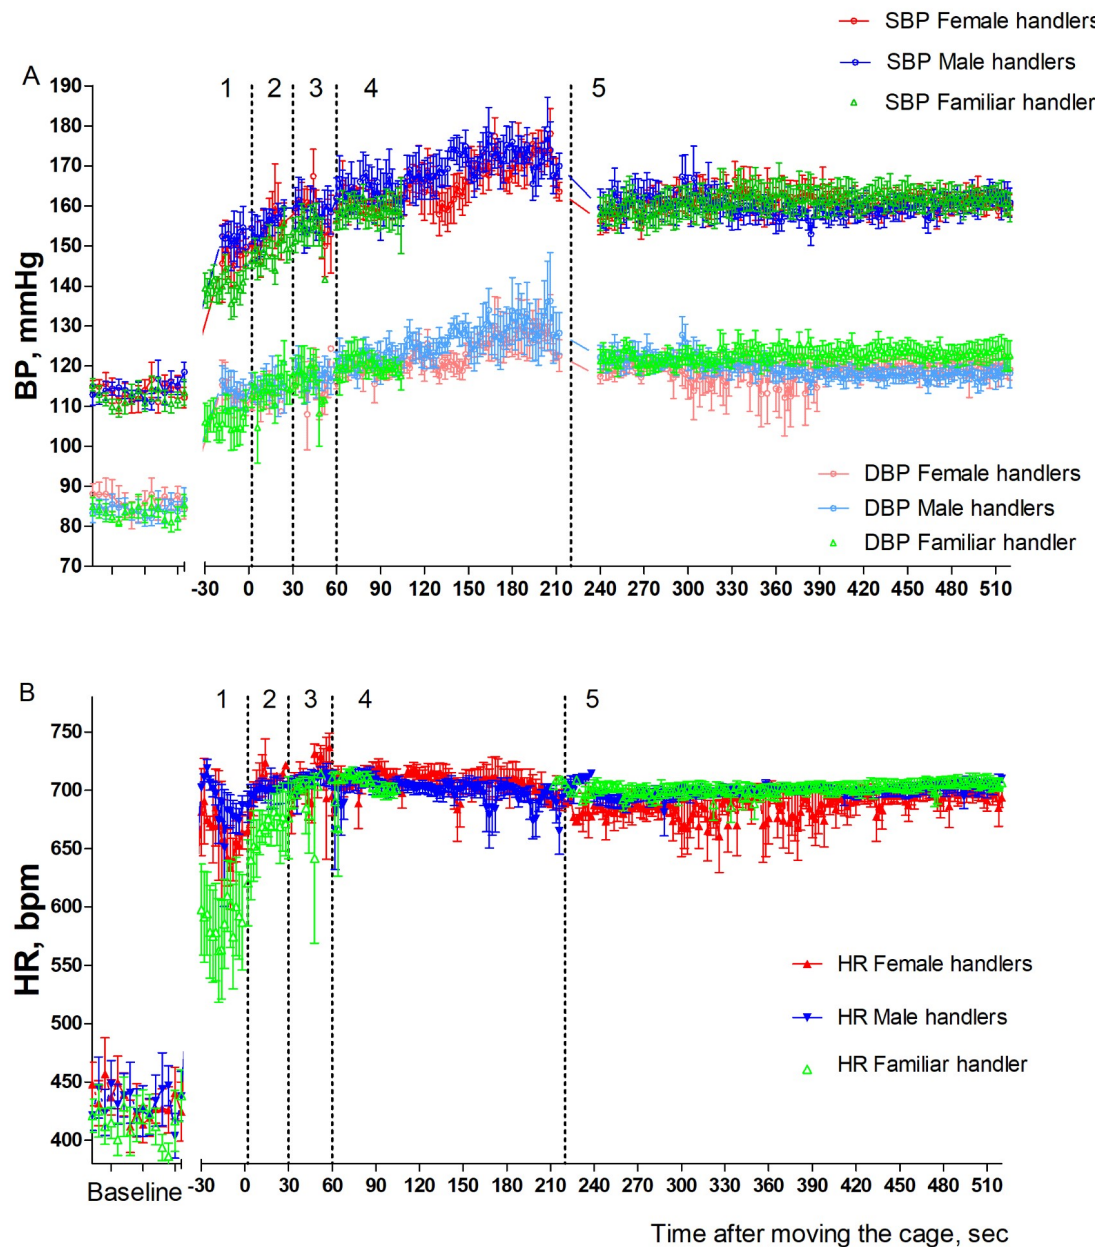 SBP Female handlers
SBP Male handlers
SBP Familiar handler
A
1 2 3 4 5
190
180
170
160
150
140
130
120
110
100
90
80
70
BP, mmHg
DBP Female handlers
DBP Male handlers
DBP Familiar handler
-30 0 30 60 90 120 150 180 210 240 270 300 330 360 390 420 450 480 510
B
1 2 3 4 5
750
700
650
600
550
500
450
400
HR, bpm
HR Female handlers
HR Male handlers
HR Familiar handler
Baseline -30 0 30 60 90 120 150 180 210 240 270 300 330 360 390 420 450 480 510
Time after moving the cage, sec